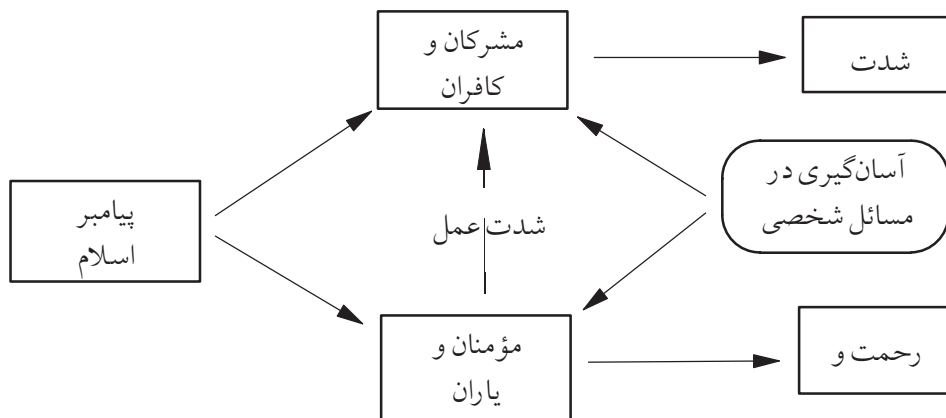 مشرکان و
کافران
شدت
آسان‌گیری در
مسائل شخصی
پیامبر
اسلام
شدت عمل
مؤمنان و
یاران
رحمت و